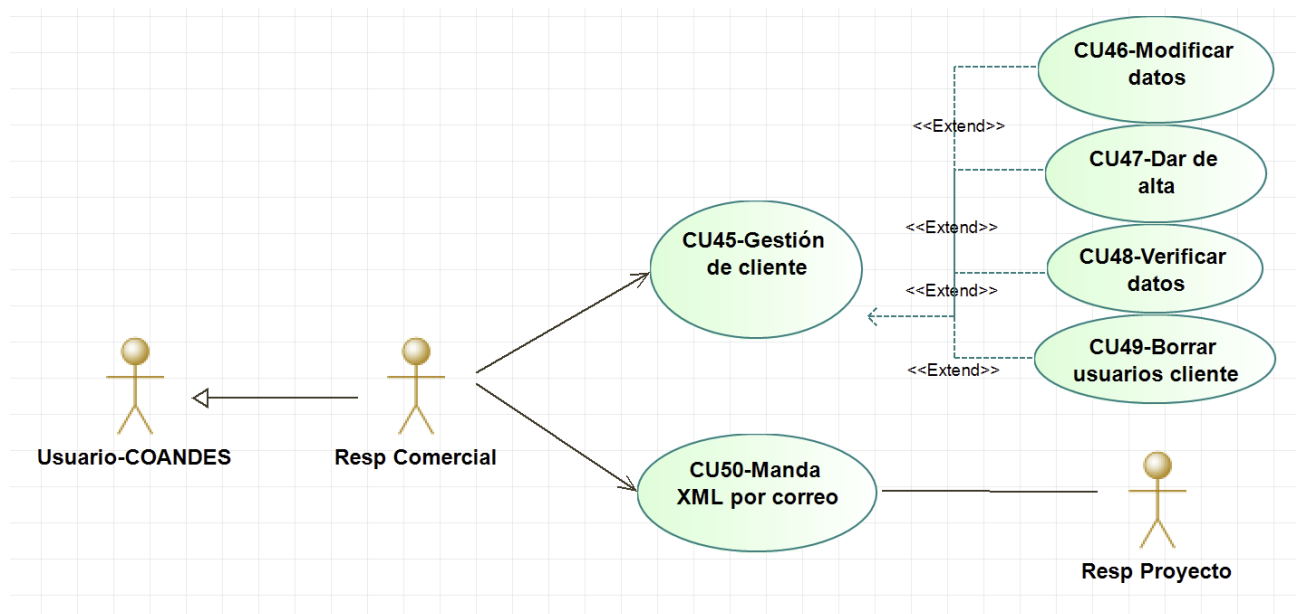 CU46-Modificar
datos
<<Extend>>
CU47-Dar de
alta
<<Extend>>
CU45-Gestión
de cliente
CU48-Verificar
datos
<<Extend>>
CU49-Borrar
usuarios cliente
<<Extend>>
Usuario-COANDES
Resp Comercial
CU50-Manda
XML por correo
Resp Proyecto